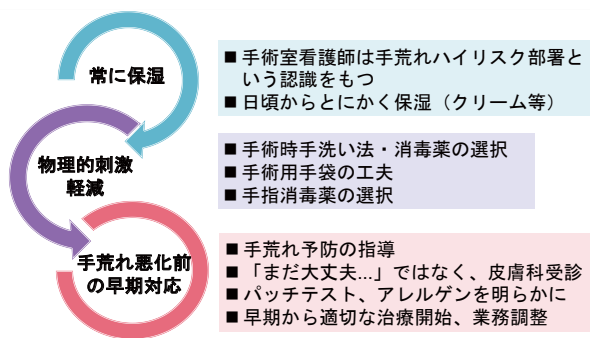 常に保湿
■ 手術室看護師は手荒れハイリスク部署と
いう認識をもつ
■ 日頃からとにかく保湿（クリーム等）
物理的刺激
軽減
■ 手術時手洗い法・消毒薬の選択
■ 手術用手袋の工夫
■ 手指消毒薬の選択
手荒れ悪化前
の早期対応
■ 手荒れ予防の指導
■ 「まだ大丈夫...」ではなく、皮膚科受診
■ パッチテスト、アレルゲンを明らかに
■ 早期から適切な治療開始、業務調整